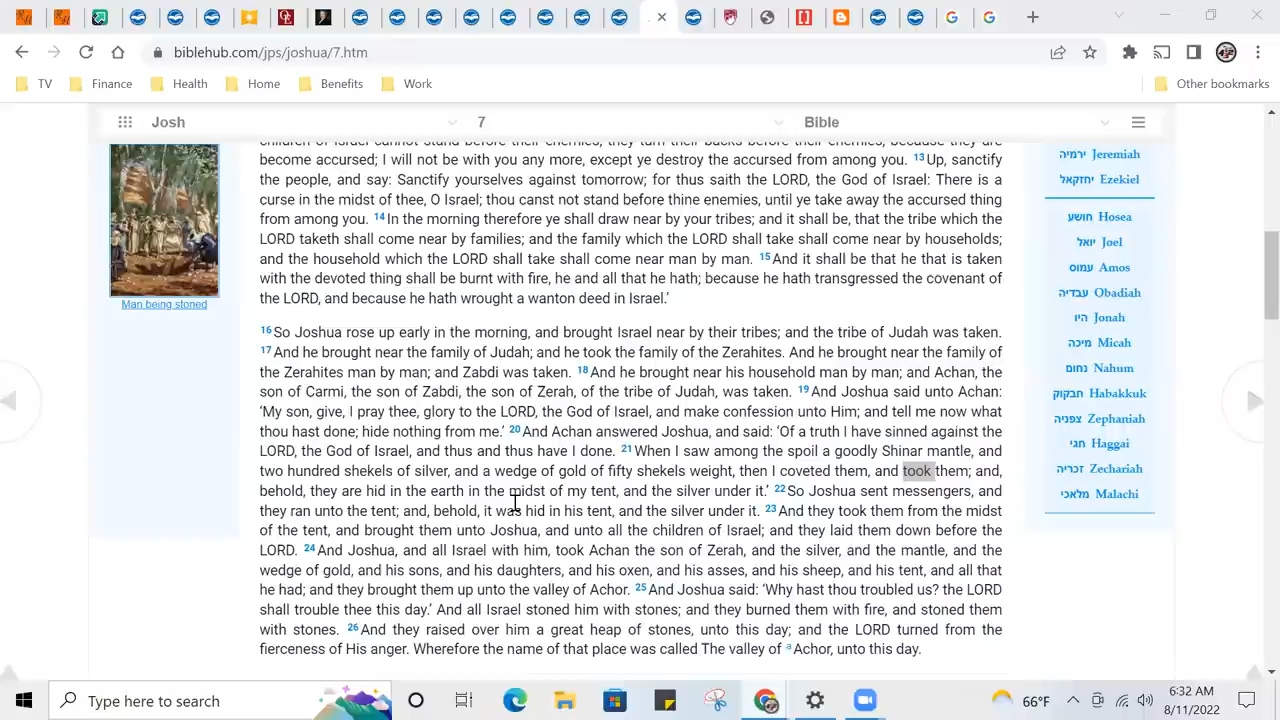 biblehub.com/jps/joshua/7.htm
TV Finance Health Home Benefits Work Other bookmarks
Josh 7 Bible
children of Israel cannot stand before their enemies; they turn their backs before their enemies, because they are
become accursed; I will not be with you any more, except ye destroy the accursed from among you. 13 Up, sanctify
the people, and say: Sanctify yourselves against tomorrow; for thus saith the LORD, the God of Israel: There is a
curse in the midst of thee, O Israel; thou canst not stand before thine enemies, until ye take away the accursed thing
from among you. 14 In the morning therefore ye shall draw near by your tribes; and it shall be, that the tribe which the
LORD taketh shall come near by families; and the family which the LORD shall take shall come near by households;
and the household which the LORD shall take shall come near man by man. 15 And it shall be that he that is taken
with the devoted thing shall be burnt with fire, he and all that he hath; because he hath transgressed the covenant of
the LORD, and because he hath wrought a wanton deed in Israel.'
Man being stoned
16 So Joshua rose up early in the morning, and brought Israel near by their tribes; and the tribe of Judah was taken.
17 And he brought near the family of Judah; and he took the family of the Zerahites. And he brought near the family of
the Zerahites man by man; and Zabdi was taken. 18 And he brought near his household man by man; and Achan, the
son of Carmi, the son of Zabdi, the son of Zerah, of the tribe of Judah, was taken. 19 And Joshua said unto Achan:
'My son, give, I pray thee, glory to the LORD, the God of Israel, and make confession unto Him; and tell me now what
thou hast done; hide nothing from me.' 20 And Achan answered Joshua, and said: 'Of a truth I have sinned against the
LORD, the God of Israel, and thus and thus have I done. 21 When I saw among the spoil a goodly Shinar mantle, and
two hundred shekels of silver, and a wedge of gold of fifty shekels weight, then I coveted them, and took them; and,
behold, they are hid in the earth in the midst of my tent, and the silver under it.' 22 So Joshua sent messengers, and
they ran unto the tent; and, behold, it was hid in his tent, and the silver under it. 23 And they took them from the midst
of the tent, and brought them unto Joshua, and unto all the children of Israel; and they laid them down before the
LORD. 24 And Joshua, and all Israel with him, took Achan the son of Zerah, and the silver, and the mantle, and the
wedge of gold, and his sons, and his daughters, and his oxen, and his asses, and his sheep, and his tent, and all that
he had; and they brought them up unto the valley of Achor. 25 And Joshua said: 'Why hast thou troubled us? the LORD
shall trouble thee this day.' And all Israel stoned him with stones; and they burned them with fire, and stoned them
with stones. 26 And they raised over him a great heap of stones, unto this day; and the LORD turned from the
fierceness of His anger. Wherefore the name of that place was called The valley of a Achor, unto this day.
ירמיה Jeremiah
יחזקאל Ezekiel
הושע Hosea
יואל Joel
עמוס Amos
עבדיה Obadiah
היו Jonah
מיכה Micah
נחום Nahum
חבקוק Habakkuk
צפניה Zephaniah
חגי Haggai
זכריה Zechariah
מלאכי Malachi
Type here to search
66°F
6:32 AM
8/11/2022